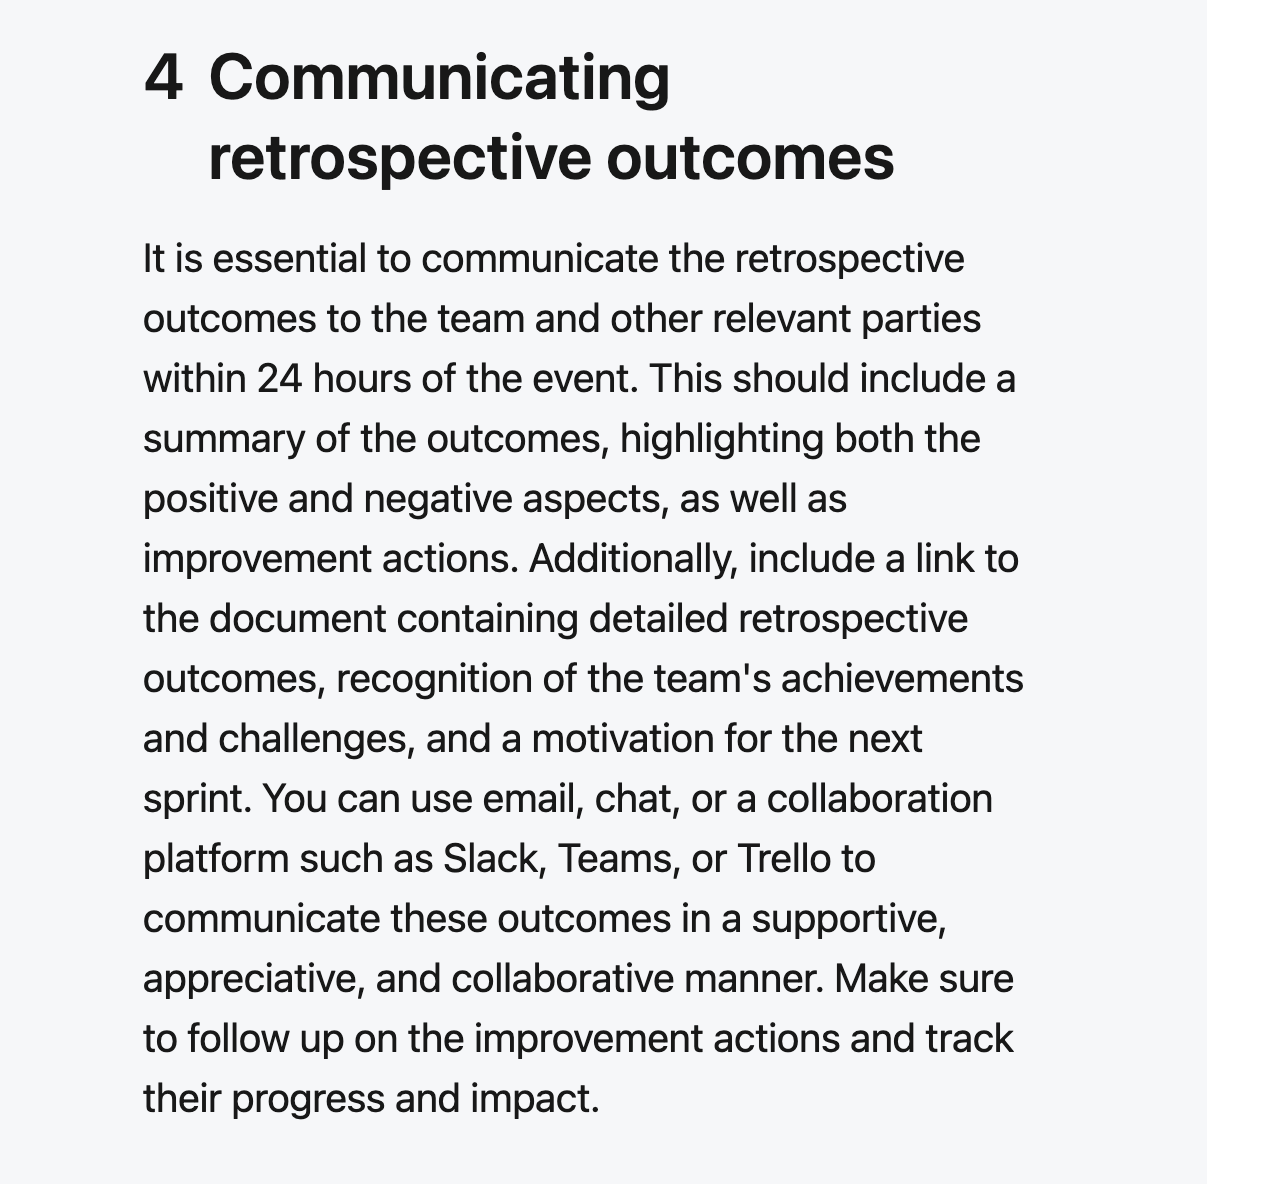 4 Communicating
retrospective outcomes
It is essential to communicate the retrospective
outcomes to the team and other relevant parties
within 24 hours of the event. This should include a
summary of the outcomes, highlighting both the
positive and negative aspects, as well as
improvement actions. Additionally, include a link to
the document containing detailed retrospective
outcomes, recognition of the team's achievements
and challenges, and a motivation for the next
sprint. You can use email, chat, or a collaboration
platform such as Slack, Teams, or Trello to
communicate these outcomes in a supportive,
appreciative, and collaborative manner. Make sure
to follow up on the improvement actions and track
their progress and impact.